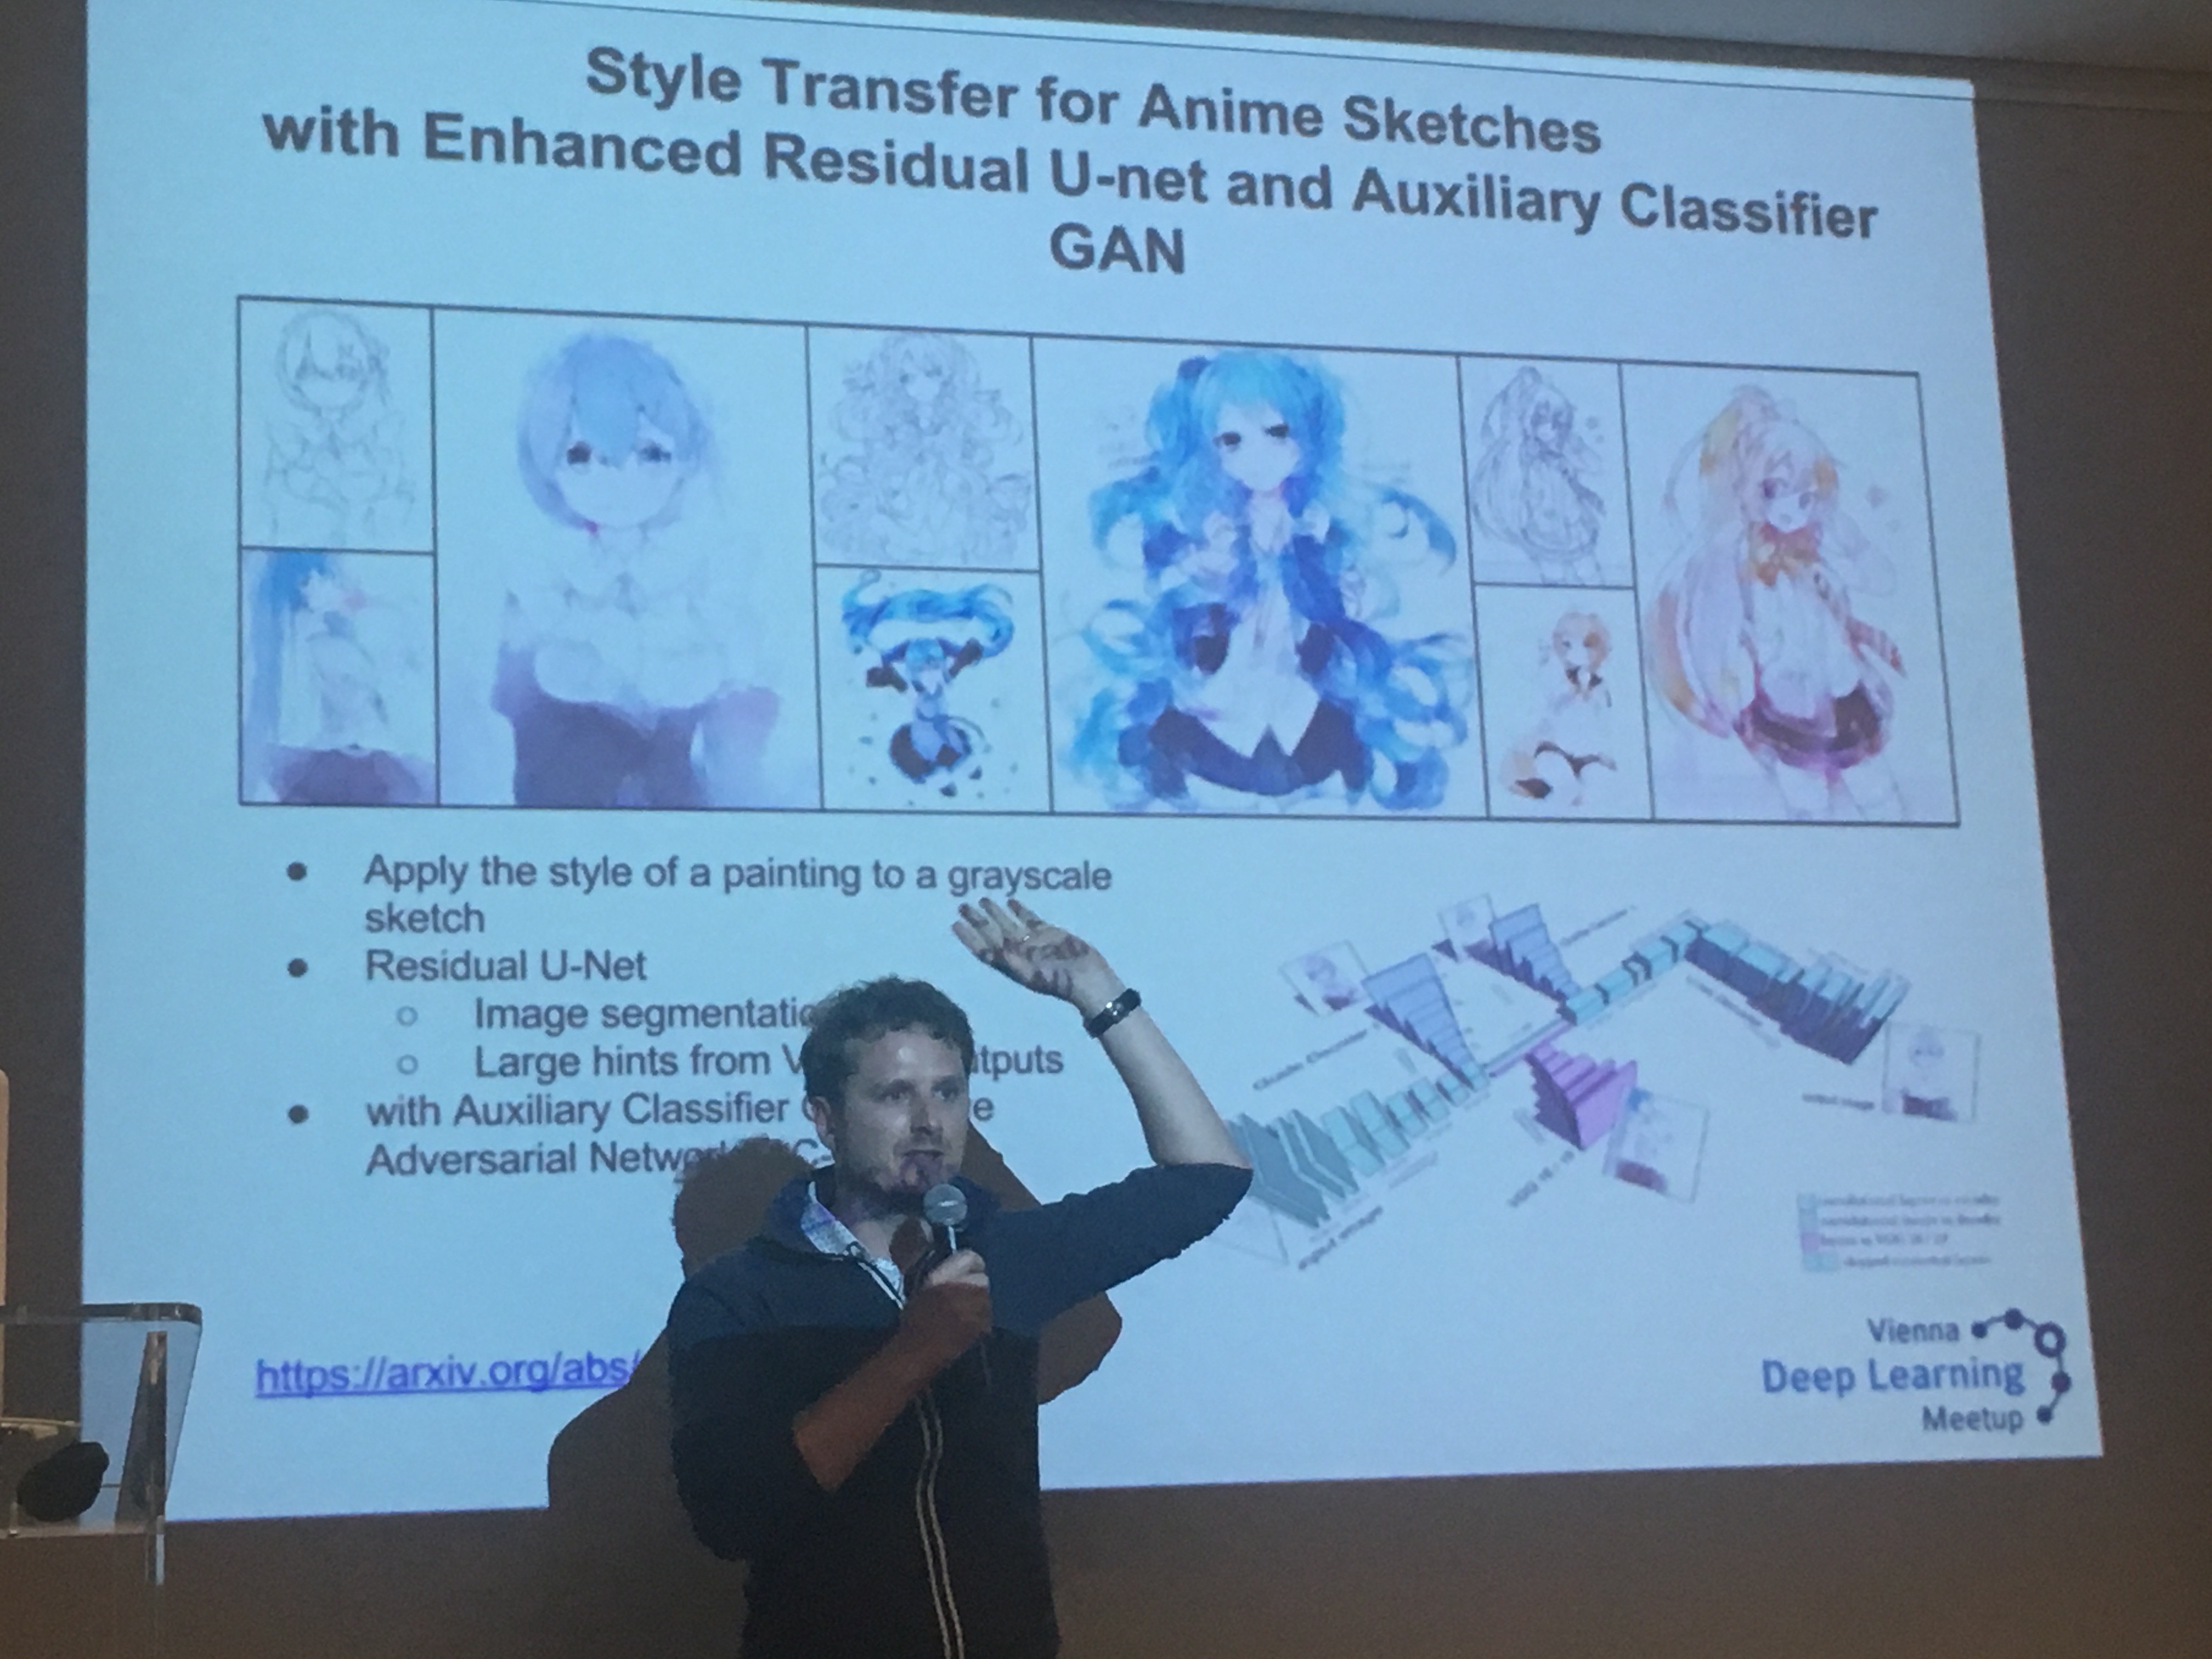 Style Transfer for Anime Sketches
with Enhanced Residual U-net and Auxiliary Classifier
GAN
Apply the style of a painting to a grayscale
sketch
Residual U-Net
Image segmentatio
Large hints from V tputs
with Auxiliary Classifier e
Adversarial Network
https://arxiv.org/abs/
Vienna
Deep Learning
Meetup